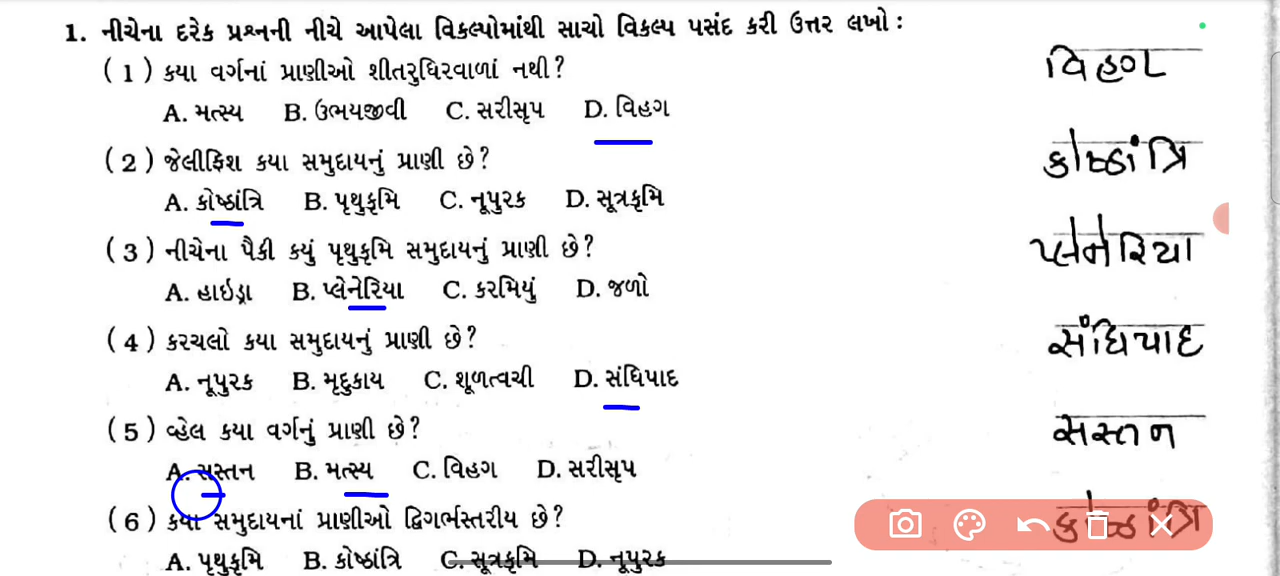 1. નીચેના દરેક પ્રશ્નની નીચે આપેલા વિકલ્પોમાંથી સાચો વિકલ્પ પસંદ કરી ઉત્તર લખો :
(1) કયા વર્ગનાં પ્રાણીઓ શીતરુધિરવાળાં નથી?
વિહગ
A. મત્સ્ય B. ઉભયજીવી C. સરીસૃપ D. વિહગ
(2) જેલીફિશ કયા સમુદાયનું પ્રાણી છે?
કોષ્ઠાંત્રિ
A. કોષ્ઠાંત્રિ B. પૃથુકૃમિ C. નૂપુરક D. સૂત્રકૃમિ
(3) નીચેના પૈકી કયું પૃથુકૃમિ સમુદાયનું પ્રાણી છે?
પ્લેનેરિયા
A. હાઇડ્રા B. પ્લેનેરિયા C. કરમિયું D. જળો
(4) કરચલો કયા સમુદાયનું પ્રાણી છે?
સંધિપાદ
A. નૂપુરક B. મૃદુકાય C. શૂળત્વચી D. સંધિપાદ
(5) વ્હેલ કયા વર્ગનું પ્રાણી છે?
સસ્તન
A. સસ્તન B. મત્સ્ય C. વિહગ D. સરીસૃપ
(6) કયા સમુદાયનાં પ્રાણીઓ દ્વિગર્ભસ્તરીય છે?
કોષ્ઠાંત્રિ
A. પૃથુકૃમિ B. કોષ્ઠાંત્રિ C. સૂત્રકૃમિ D. નૂપુરક